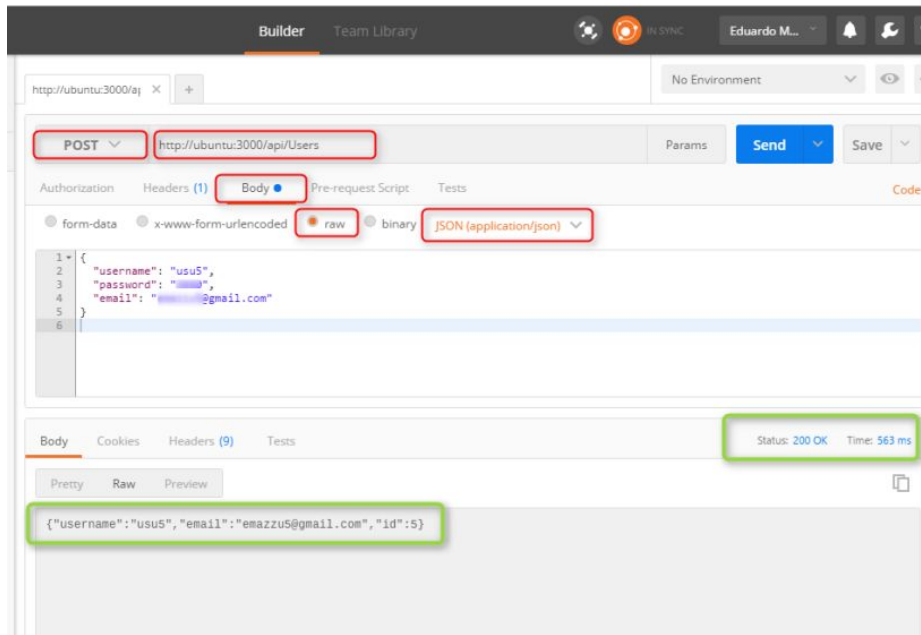 Builder Team Library IN SYNC Eduardo M...
http://ubuntu:3000/a × + No Environment
POST http://ubuntu:3000/api/Users Params Send Save
Authorization Headers (1) Body Pre-request Script Tests Code
form-data x-www-form-urlencoded raw binary JSON (application/json)
1 {
2 "username": "usu5",
3 "password": " ",
4 "email": " @gmail.com"
5 }
6
Body Cookies Headers (9) Tests Status: 200 OK Time: 563 ms
Pretty Raw Preview
{"username":"usu5","email":"emazzu5@gmail.com","id":5}